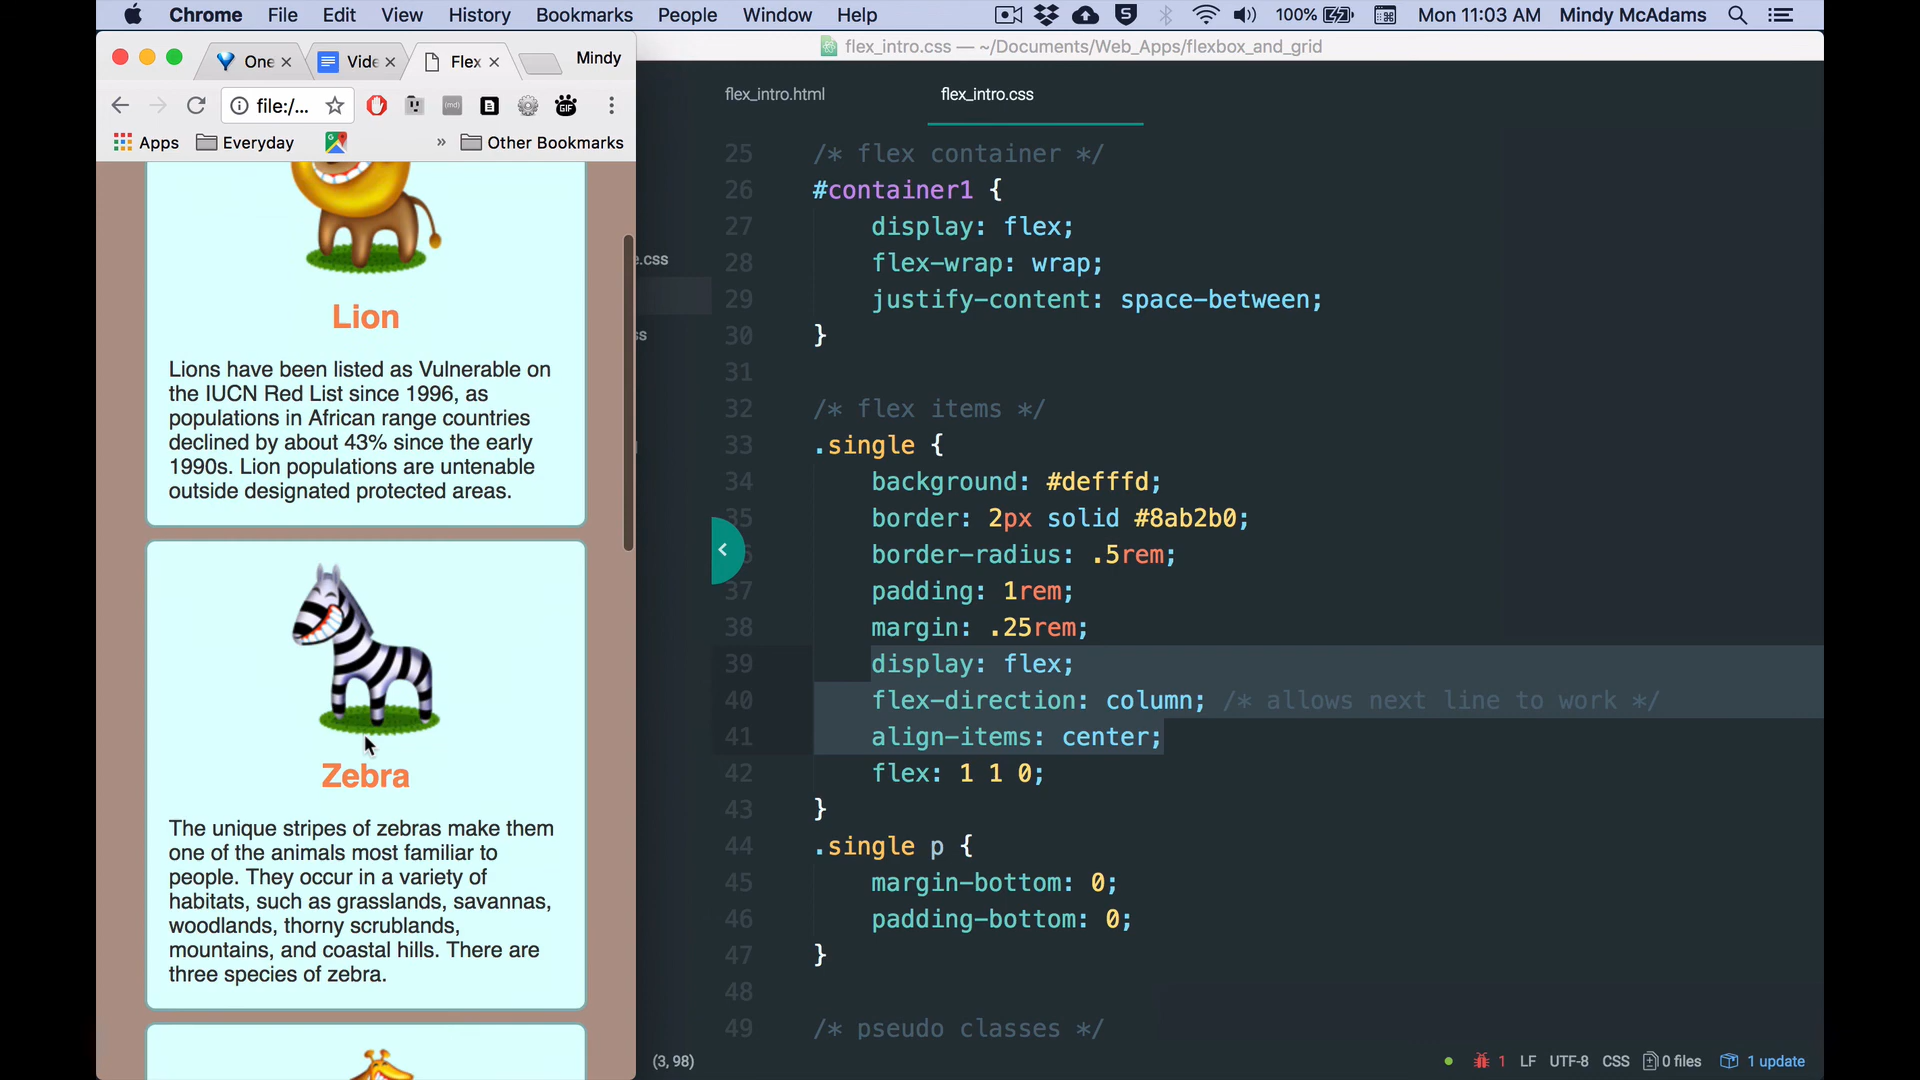 Chrome File Edit View History Bookmarks People Window Help 100% Mon 11:03 AM Mindy McAdams
flex_intro.css — ~/Documents/Web_Apps/flexbox_and_grid
One Vide Flex Mindy
file:/...
GIF
Apps Everyday » Other Bookmarks
Lion
Lions have been listed as Vulnerable on
the IUCN Red List since 1996, as
populations in African range countries
declined by about 43% since the early
1990s. Lion populations are untenable
outside designated protected areas.
Zebra
The unique stripes of zebras make them
one of the animals most familiar to
people. They occur in a variety of
habitats, such as grasslands, savannas,
woodlands, thorny scrublands,
mountains, and coastal hills. There are
three species of zebra.
e.css
ss
flex_intro.html flex_intro.css
25 /* flex container */
26 #container1 {
27 display: flex;
28 flex-wrap: wrap;
29 justify-content: space-between;
30 }
31
32 /* flex items */
33 .single {
34 background: #defffd;
35 border: 2px solid #8ab2b0;
border-radius: .5rem;
37 padding: 1rem;
38 margin: .25rem;
39 display: flex;
40 flex-direction: column; /* allows next line to work */
41 align-items: center;
42 flex: 1 1 0;
43 }
44 .single p {
45 margin-bottom: 0;
46 padding-bottom: 0;
47 }
48
49 /* pseudo classes */
(3, 98) 1 LF UTF-8 CSS 0 files 1 update